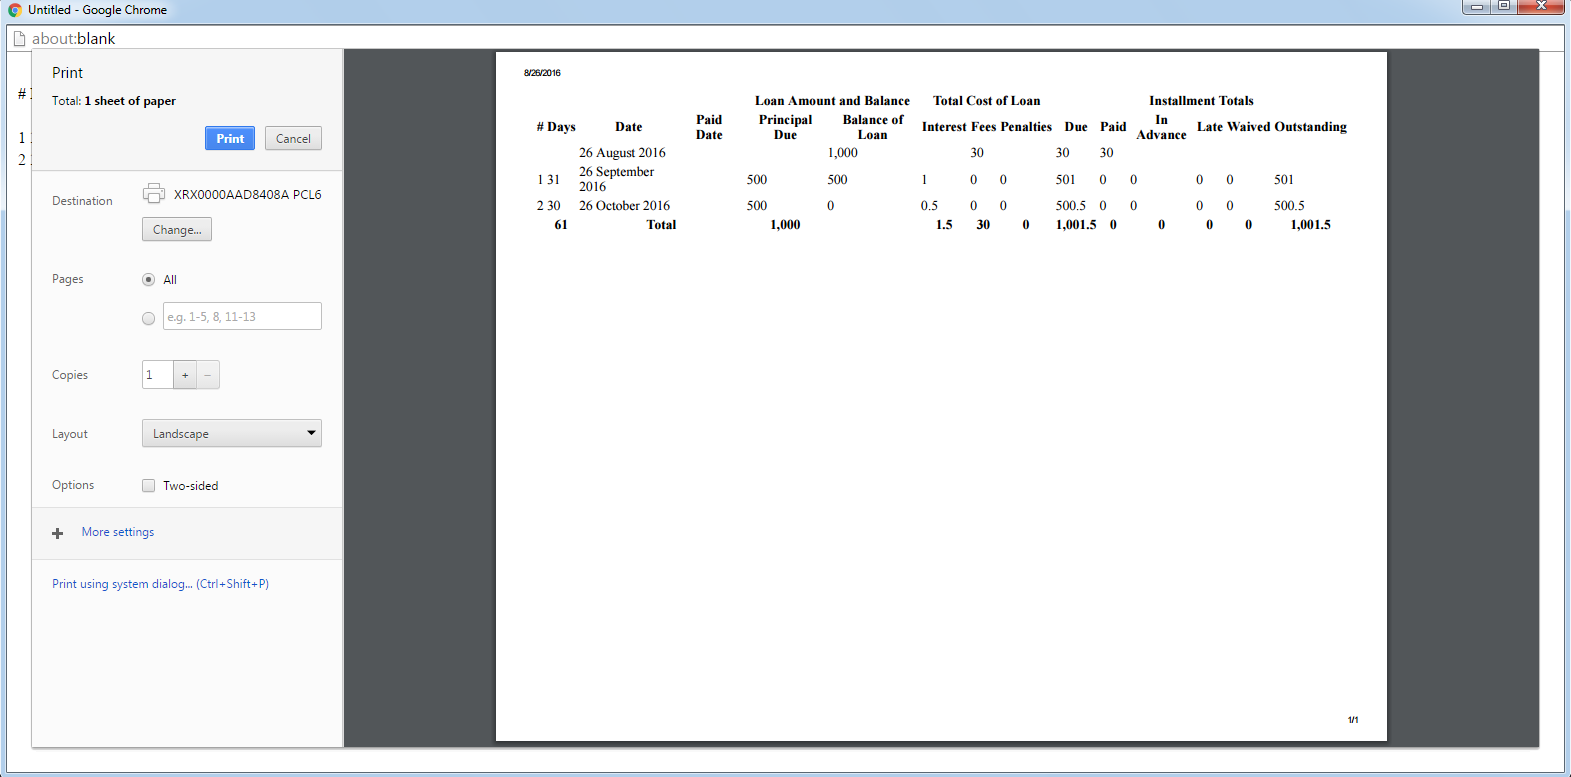 Untitled - Google Chrome
about:blank
#
1
2
Print
Total: 1 sheet of paper
Print Cancel
Destination XRX0000AAD8408A PCL6
Change...
Pages All
e.g. 1-5, 8, 11-13
Copies 1 + −
Layout Landscape
Options Two-sided
More settings
Print using system dialog... (Ctrl+Shift+P)
8/26/2016
Loan Amount and Balance Total Cost of Loan Installment Totals
# Days Date Paid Date Principal Due Balance of Loan Interest Fees Penalties Due Paid In Advance Late Waived Outstanding
26 August 2016 1,000 30 30 30
1 31 26 September 2016 500 500 1 0 0 501 0 0 0 0 501
2 30 26 October 2016 500 0 0.5 0 0 500.5 0 0 0 0 500.5
61 Total 1,000 1.5 30 0 1,001.5 0 0 0 0 1,001.5
1/1